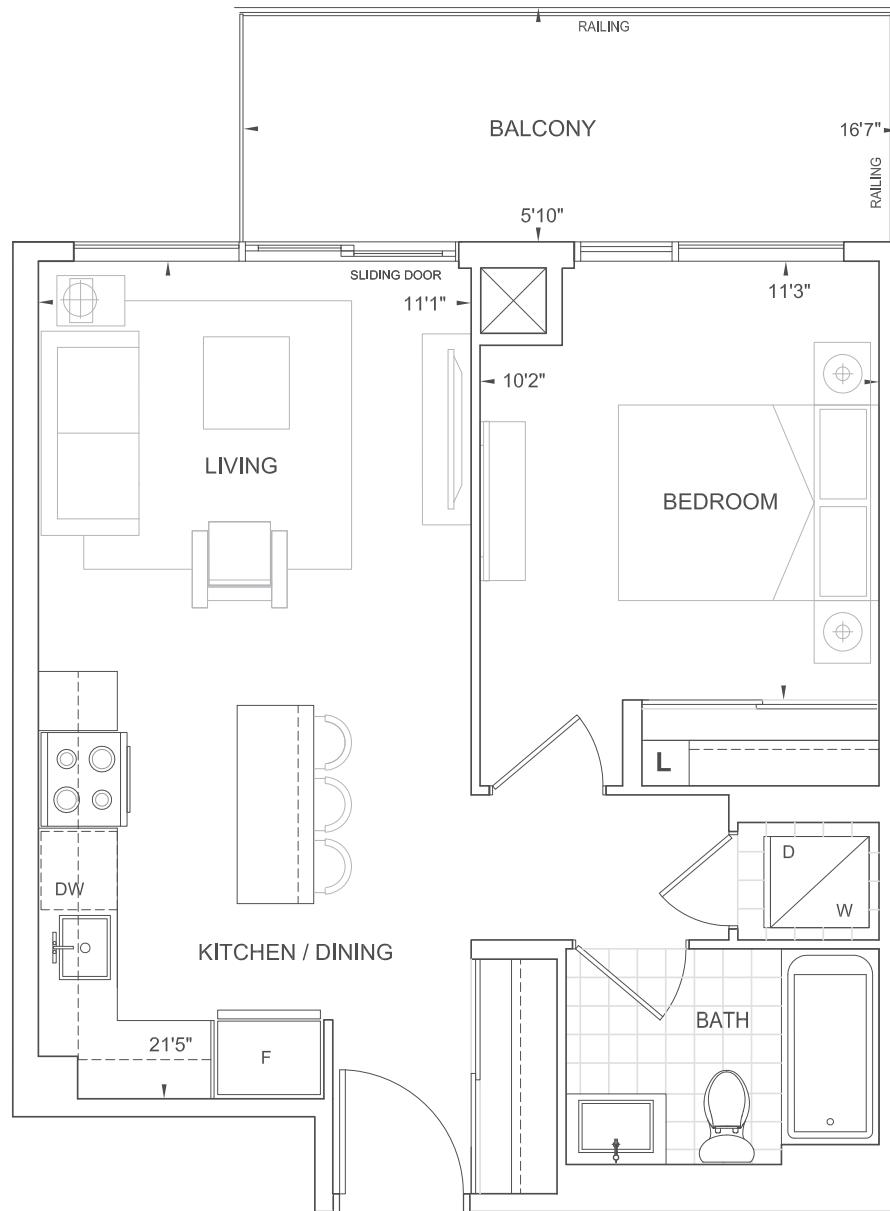 RAILING
BALCONY
16'7"
RAILING
5'10"
SLIDING DOOR
11'1"
11'3"
10'2"
LIVING
BEDROOM
L
D
DW
W
KITCHEN / DINING
BATH
21'5"
F